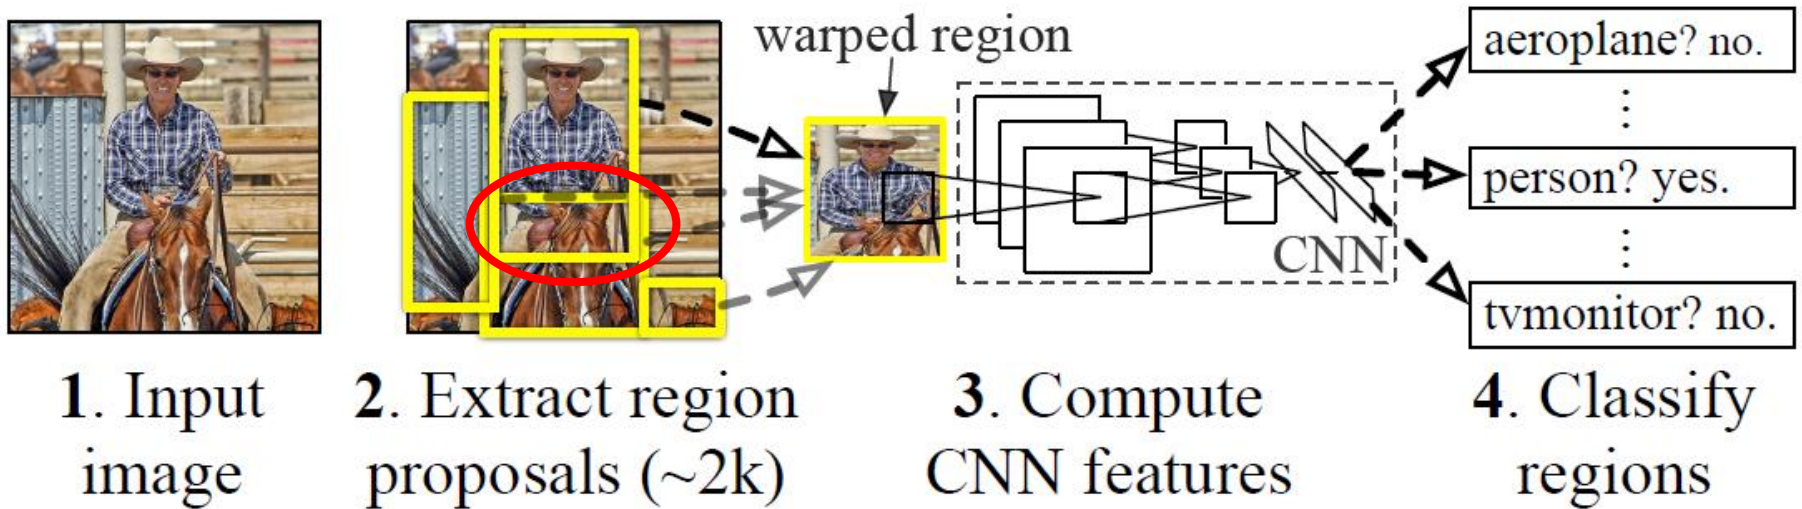 warped region
aeroplane? no.
person? yes.
CNN
tvmonitor? no.
1. Input
image
2. Extract region
proposals (~2k)
3. Compute
CNN features
4. Classify
regions